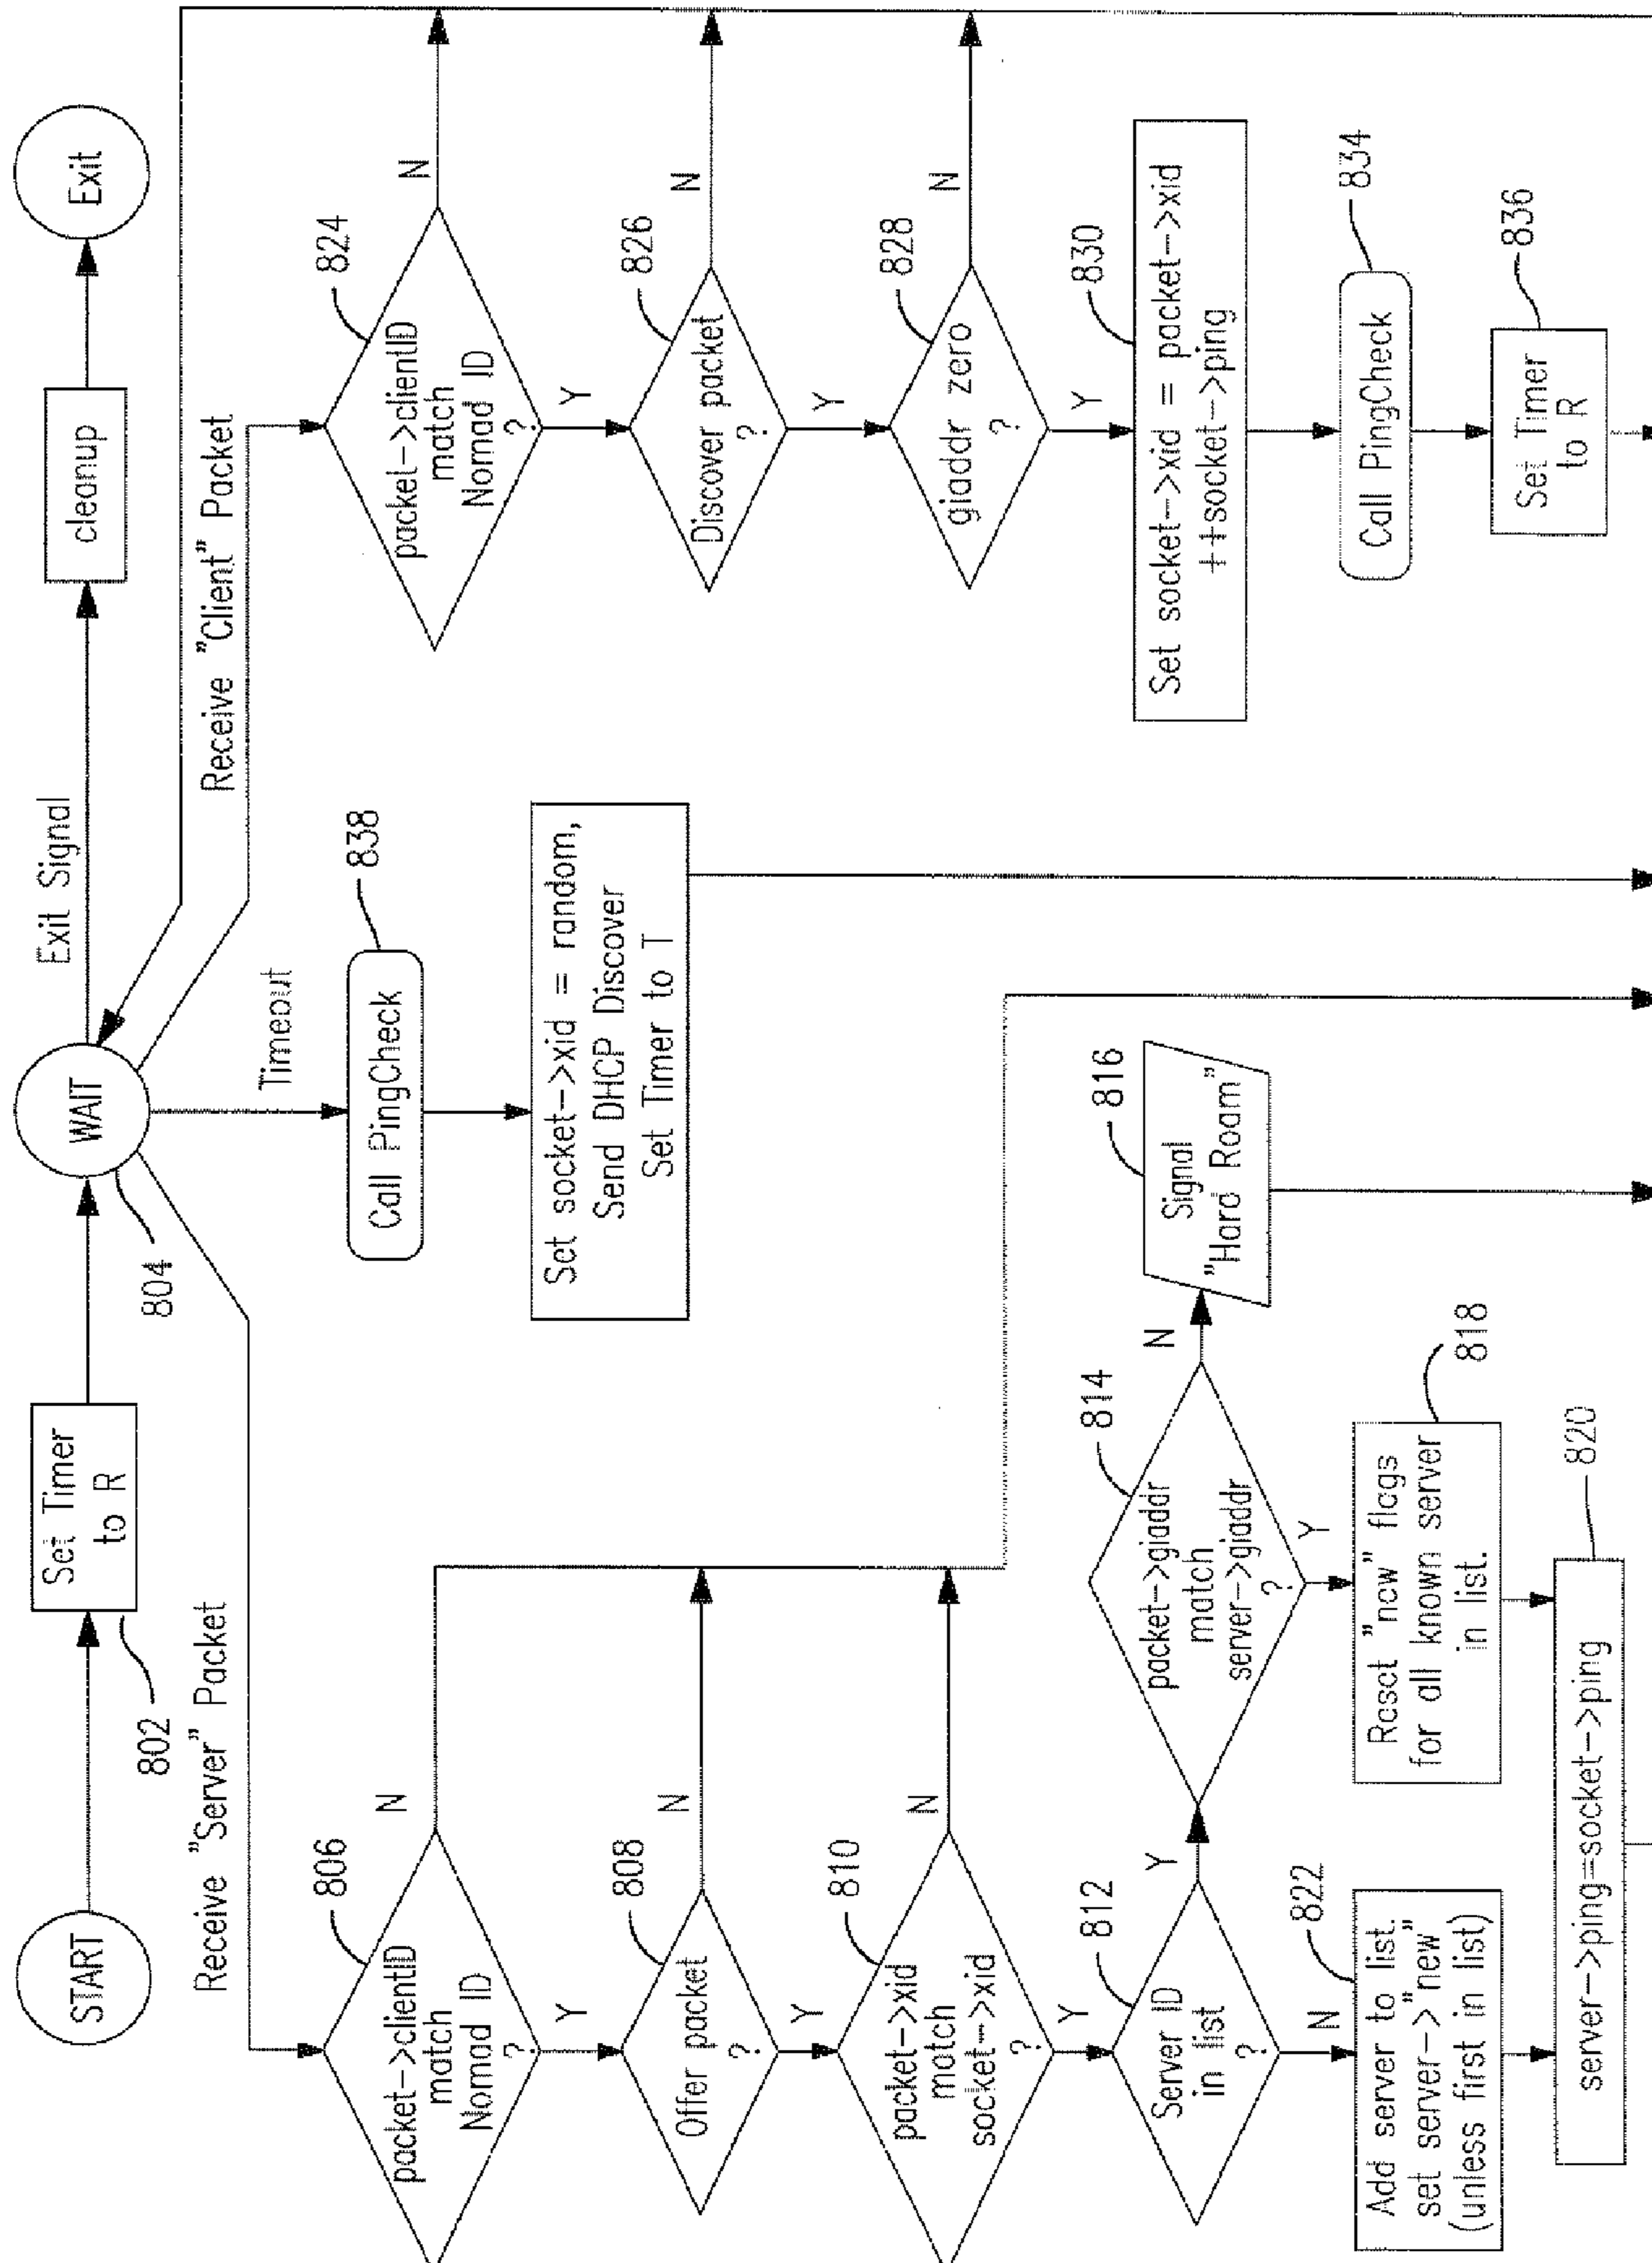 START
Set Timer
to R
802
WAIT
804
Exit Signal
cleanup
Exit
Receive "Server" Packet
Timeout
Receive "Client" Packet
packet->clientID
match
Nomad ID
?
806
N
Y
Offer packet
?
808
N
Y
packet->xid
match
socket->xid
?
810
N
Y
Server ID
in list
?
812
Y
N
Add server to list.
set server->"new"
(unless first in list)
822
packet->giaddr
match
server->giaddr
?
814
N
Y
Signal
"Hard Roam"
816
Reset "new" flags
for all known server
in list.
818
server->ping=socket->ping
820
Call PingCheck
838
Set socket->xid = random,
Send DHCP Discover
Set Timer to T
packet->clientID
match
Nomad ID
?
824
N
Y
Discover packet
?
826
N
Y
giaddr zero
?
828
N
Y
Set socket->xid = packet->xid
++socket->ping
830
Call PingCheck
834
Set Timer
to R
836